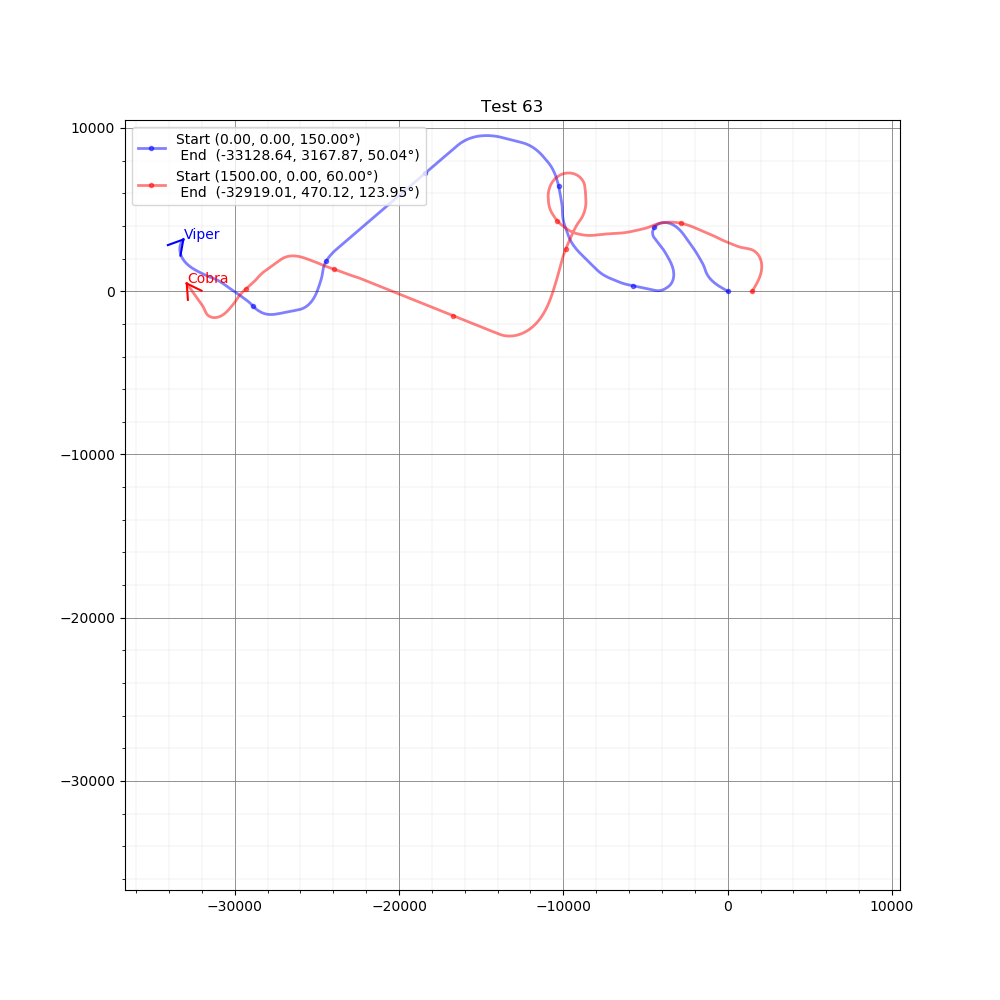 Test 63
Start (0.00, 0.00, 150.00°)
End (-33128.64, 3167.87, 50.04°)
Start (1500.00, 0.00, 60.00°)
End (-32919.01, 470.12, 123.95°)
Viper
Cobra
10000
0
−10000
−20000
−30000
−30000
−20000
−10000
0
10000